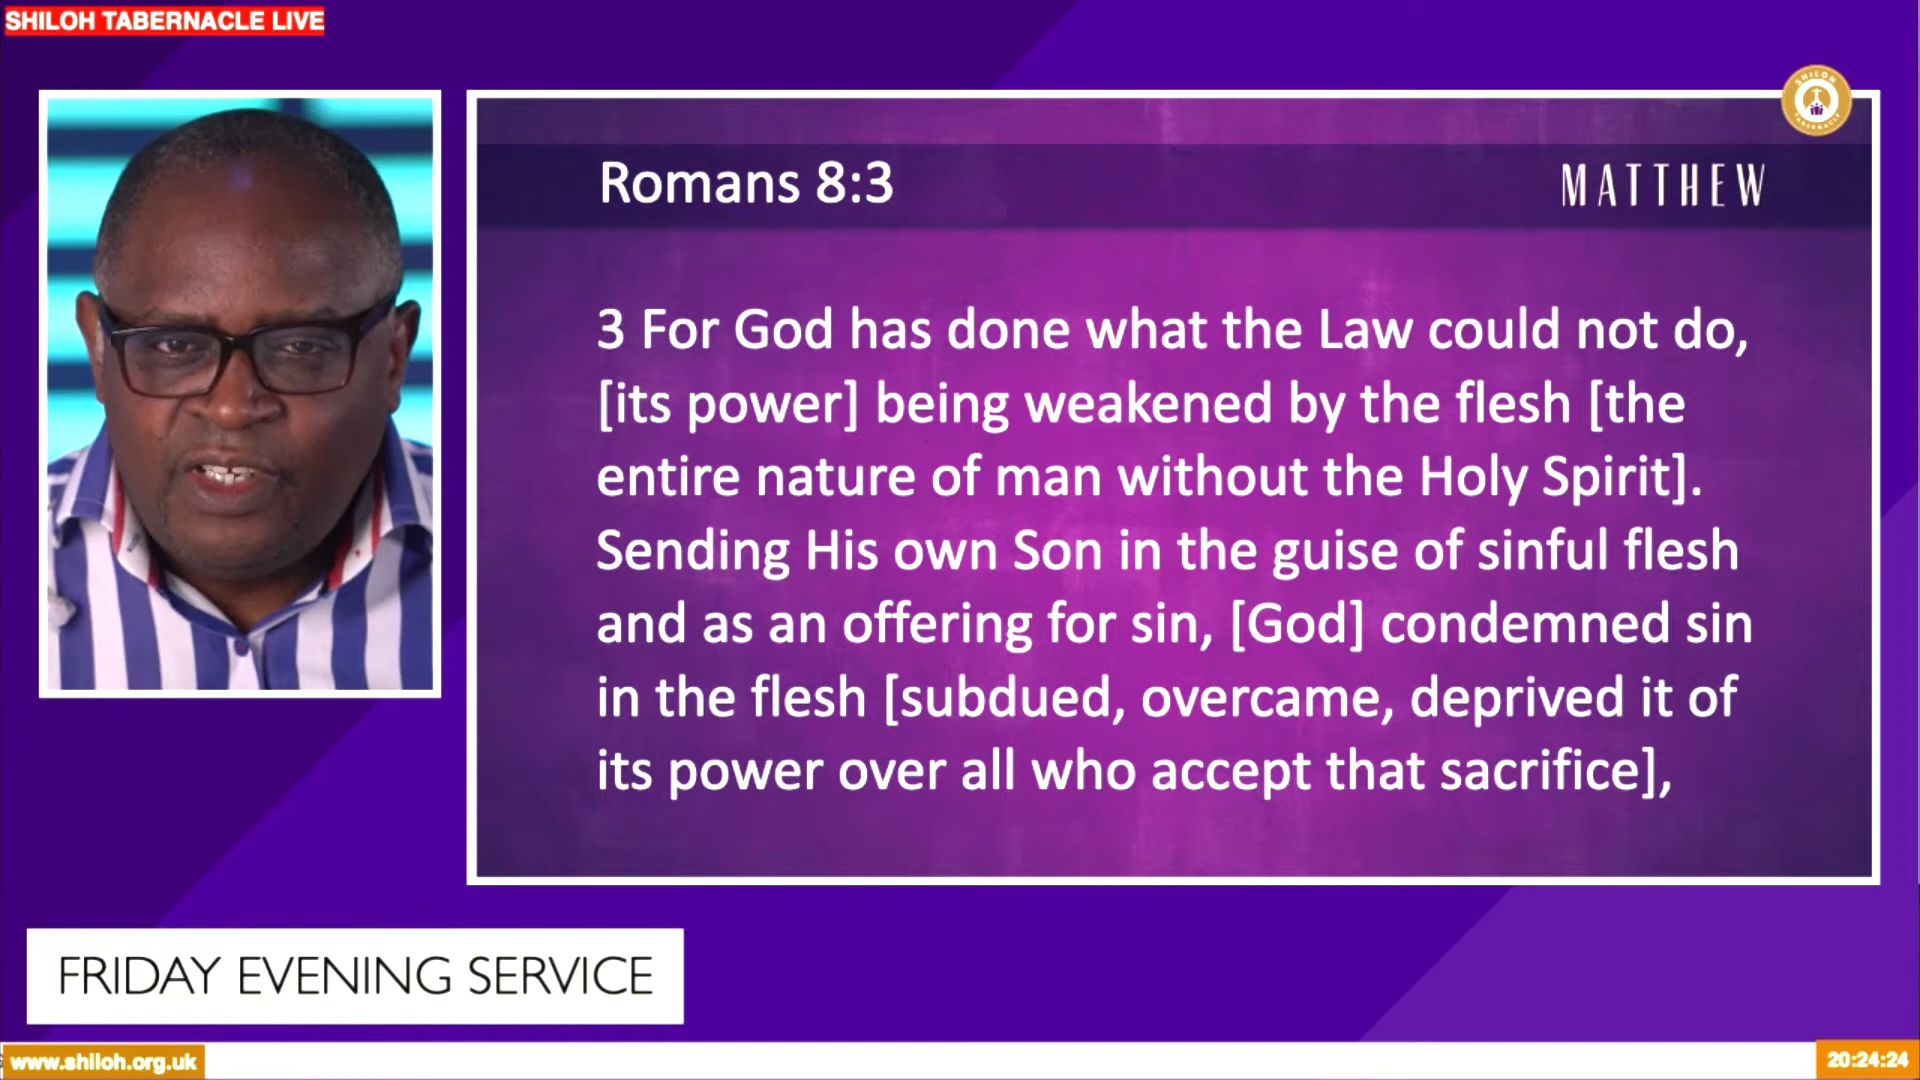 SHILOH TABERNACLE LIVE
SHILOH
TABERNACLE
Romans 8:3
MATTHEW
3 For God has done what the Law could not do,
[its power] being weakened by the flesh [the
entire nature of man without the Holy Spirit].
Sending His own Son in the guise of sinful flesh
and as an offering for sin, [God] condemned sin
in the flesh [subdued, overcame, deprived it of
its power over all who accept that sacrifice],
FRIDAY EVENING SERVICE
www.shiloh.org.uk
20:24:24